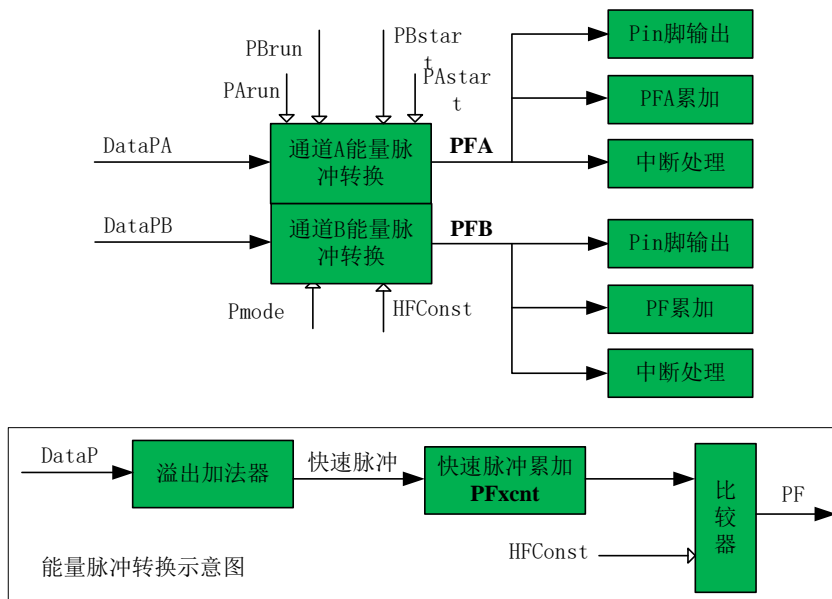 PBrun
PBstar
t
Pin脚输出
PArun
PAstar
t
PFA累加
DataPA
通道A能量脉
冲转换
PFA
中断处理
DataPB
通道B能量脉
冲转换
PFB
Pin脚输出
Pmode
HFConst
PF累加
中断处理
DataP
溢出加法器
快速脉冲
快速脉冲累加
PFxcnt
比
较
器
PF
HFConst
能量脉冲转换示意图